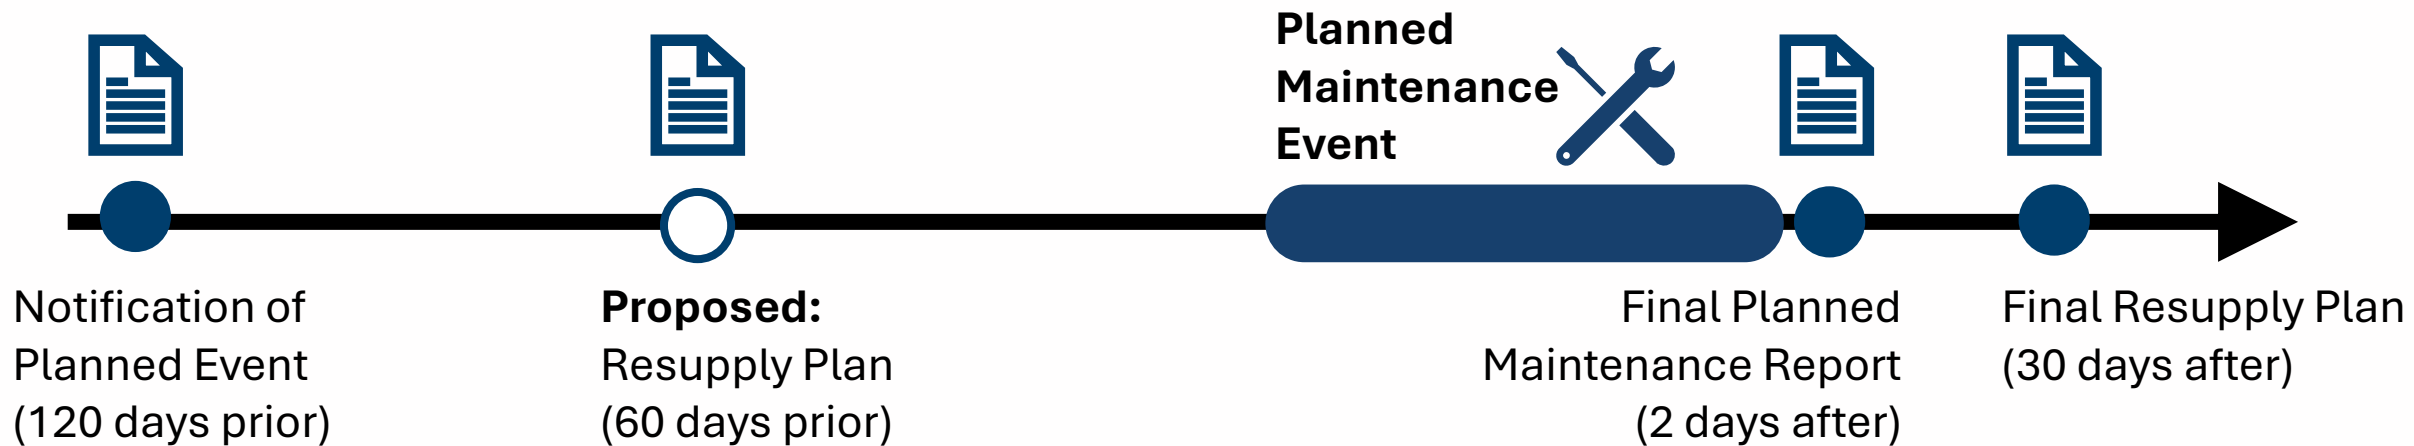 Planned
Maintenance
Event
Notification of
Planned Event
(120 days prior)
Proposed:
Resupply Plan
(60 days prior)
Final Planned
Maintenance Report
(2 days after)
Final Resupply Plan
(30 days after)